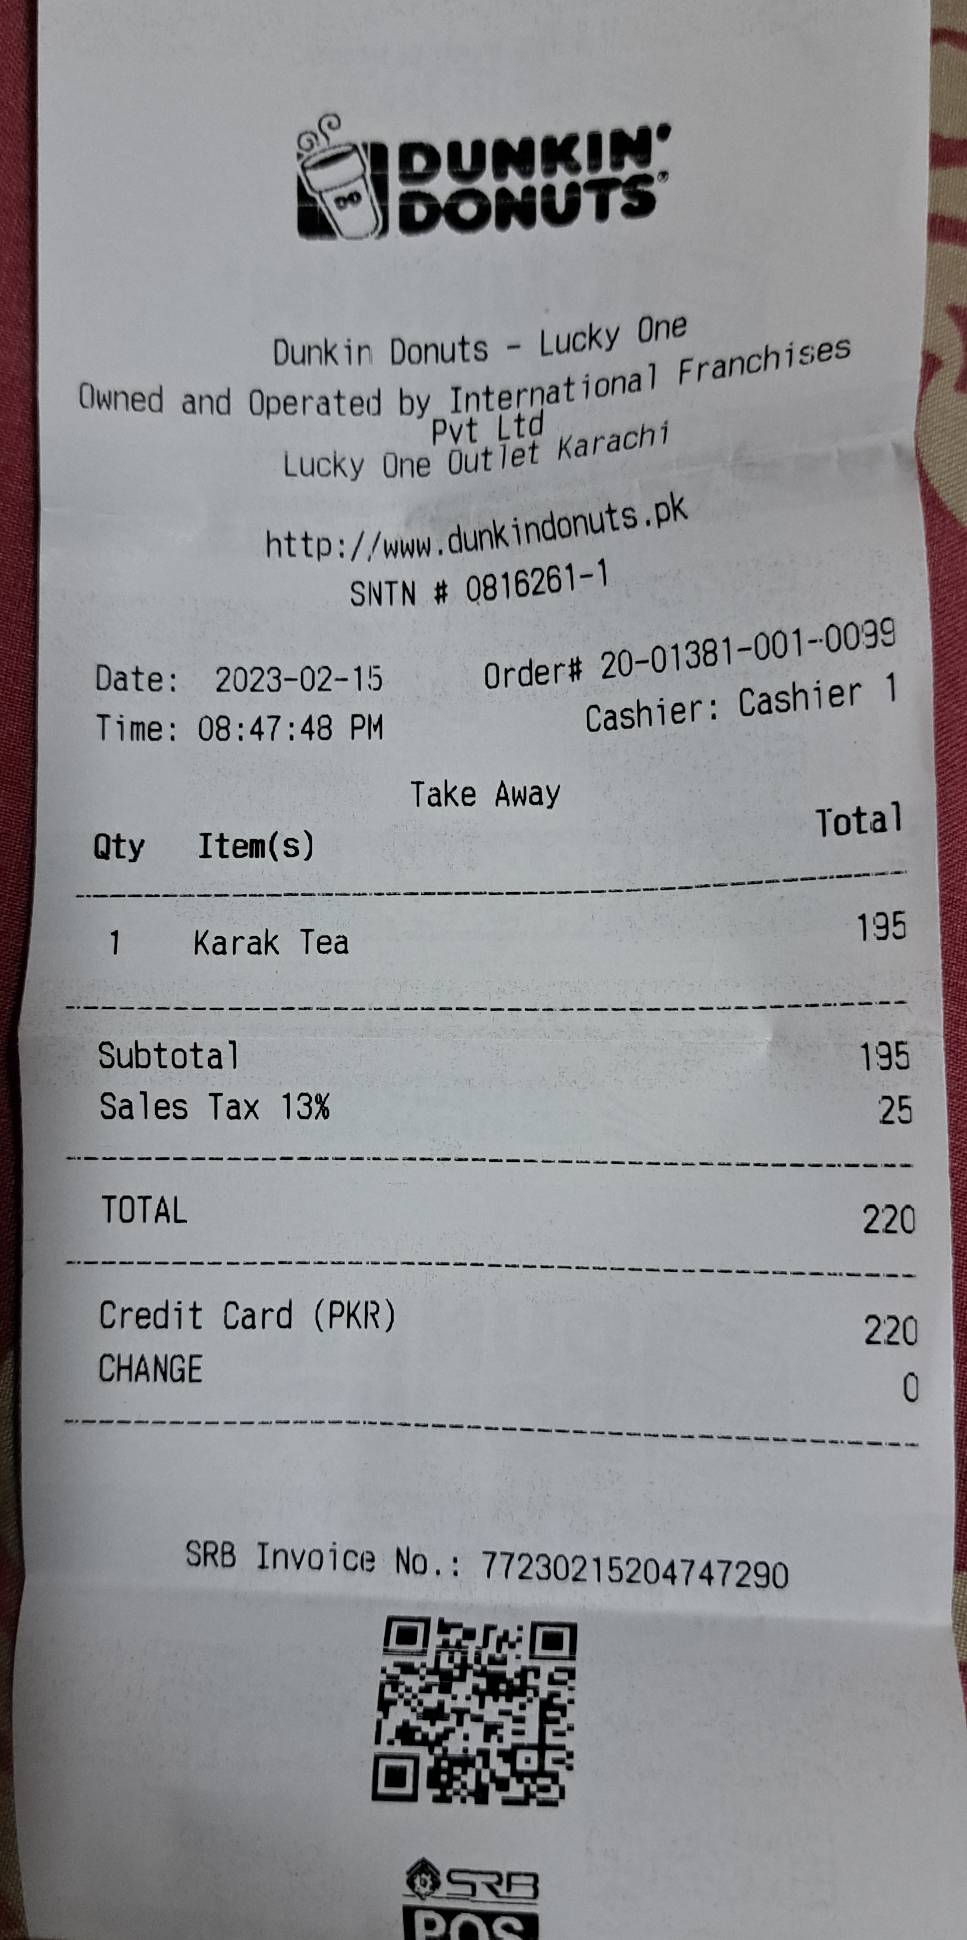 DUNKIN'
DONUTS®
Dunkin Donuts - Lucky One
Owned and Operated by International Franchises
Pvt Ltd
Lucky One Outlet Karachi
http://www.dunkindonuts.pk
SNTN # 0816261-1
Date: 2023-02-15 Order# 20-01381-001-0099
Time: 08:47:48 PM Cashier: Cashier 1
Take Away
Qty Item(s) Total
1 Karak Tea 195
Subtotal 195
Sales Tax 13% 25
TOTAL 220
Credit Card (PKR) 220
CHANGE 0
SRB Invoice No.: 77230215204747290
SRB
POS